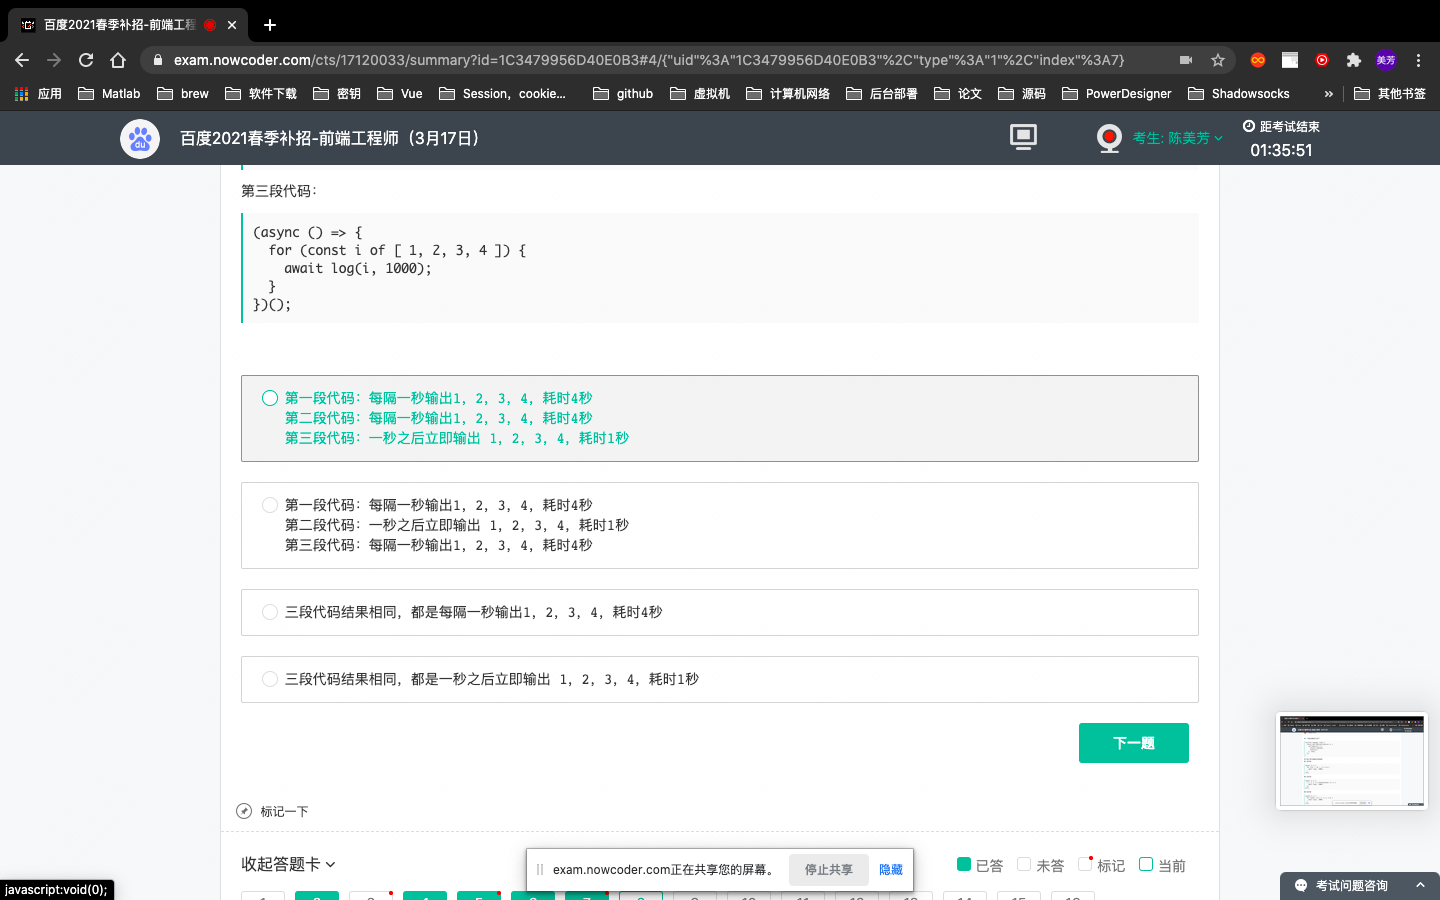 百度2021春季补招-前端工程
exam.nowcoder.com/cts/17120033/summary?id=1C3479956D40E0B3#4/{"uid"%3A"1C3479956D40E0B3"%2C"type"%3A"1"%2C"index"%3A7}
美芳
应用 Matlab brew 软件下载 密钥 Vue Session，cookie... github 虚拟机 计算机网络 后台部署 论文 源码 PowerDesigner Shadowsocks » 其他书签
du 百度2021春季补招-前端工程师（3月17日） 考生: 陈美芳 距考试结束
01:35:51
第三段代码：
(async () => {
for (const i of [ 1, 2, 3, 4 ]) {
await log(i, 1000);
}
})();
第一段代码：每隔一秒输出1, 2, 3, 4, 耗时4秒
第二段代码：每隔一秒输出1, 2, 3, 4, 耗时4秒
第三段代码：一秒之后立即输出 1, 2, 3, 4, 耗时1秒
第一段代码：每隔一秒输出1, 2, 3, 4, 耗时4秒
第二段代码：一秒之后立即输出 1, 2, 3, 4, 耗时1秒
第三段代码：每隔一秒输出1, 2, 3, 4, 耗时4秒
三段代码结果相同，都是每隔一秒输出1, 2, 3, 4, 耗时4秒
三段代码结果相同，都是一秒之后立即输出 1, 2, 3, 4, 耗时1秒
下一题
标记一下
收起答题卡
已答 未答 标记 当前
exam.nowcoder.com正在共享您的屏幕。 停止共享 隐藏
考试问题咨询
javascript:void(0);